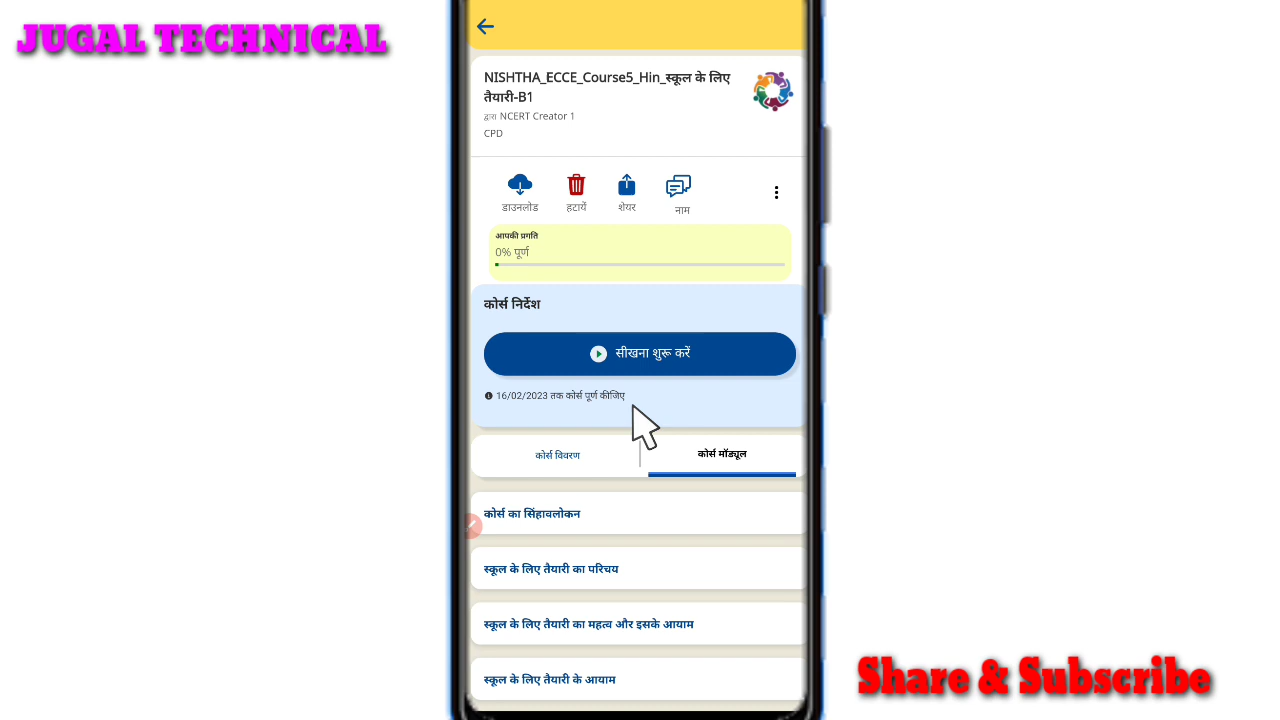 JUGAL TECHNICAL
NISHTHA_ECCE_Course5_Hin_स्कूल के लिए
तैयारी-B1
द्वारा NCERT Creator 1
CPD
डाउनलोड हटायें शेयर नाम
आपकी प्रगति
0% पूर्ण
कोर्स निर्देश
सीखना शुरू करें
16/02/2023 तक कोर्स पूर्ण कीजिए
कोर्स विवरण कोर्स मॉड्यूल
कोर्स का सिंहावलोकन
स्कूल के लिए तैयारी का परिचय
स्कूल के लिए तैयारी का महत्व और इसके आयाम
स्कूल के लिए तैयारी के आयाम
Share & Subscribe